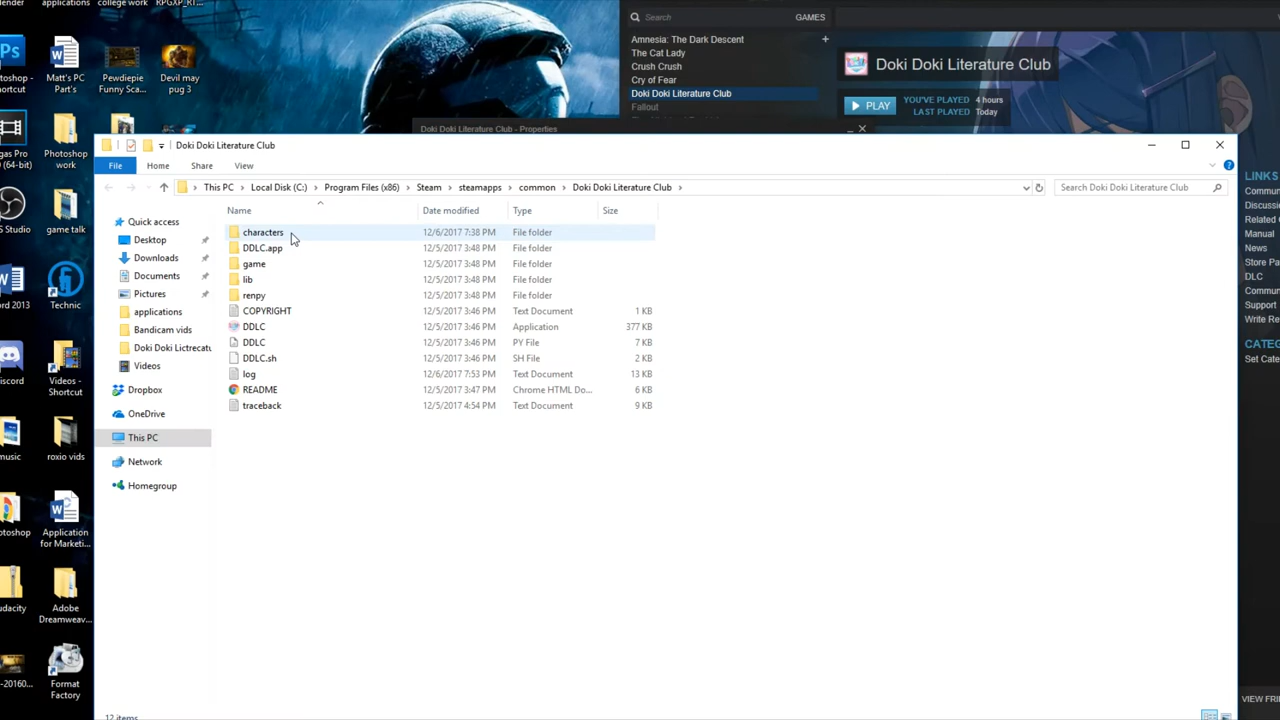 applications
college work
RPGXP_RT...
Search
GAMES
Amnesia: The Dark Descent
The Cat Lady
Crush Crush
Cry of Fear
Doki Doki Literature Club
Fallout
Doki Doki Literature Club
PLAY
YOU'VE PLAYED 4 hours
LAST PLAYED Today
Matt's PC
Part's
Pewdiepie
Funny Sca...
Devil may
pug 3
Photoshop
work
game talk
Technic
Videos -
Shortcut
roxio vids
Application
for Marketi...
Adobe
Dreamweav...
Format
Factory
Doki Doki Literature Club - Properties
Doki Doki Literature Club
File
Home
Share
View
This PC
Local Disk (C:)
Program Files (x86)
Steam
steamapps
common
Doki Doki Literature Club
Search Doki Doki Literature Club
Name
Date modified
Type
Size
Quick access
Desktop
Downloads
Documents
Pictures
applications
Bandicam vids
Doki Doki Lictrecatu
Videos
Dropbox
OneDrive
This PC
Network
Homegroup
characters 12/6/2017 7:38 PM File folder
DDLC.app 12/5/2017 3:48 PM File folder
game 12/5/2017 3:48 PM File folder
lib 12/5/2017 3:48 PM File folder
renpy 12/5/2017 3:48 PM File folder
COPYRIGHT 12/5/2017 3:46 PM Text Document 1 KB
DDLC 12/5/2017 3:46 PM Application 377 KB
DDLC 12/5/2017 3:46 PM PY File 7 KB
DDLC.sh 12/5/2017 3:46 PM SH File 2 KB
log 12/6/2017 7:53 PM Text Document 13 KB
README 12/5/2017 3:47 PM Chrome HTML Do... 6 KB
traceback 12/5/2017 4:54 PM Text Document 9 KB
12 items
LINKS
Commun
Discussi
Related
Manual
News
Store Pa
DLC
Commun
Support
Write Re
CATEG
Set Cate
VIEW FRI